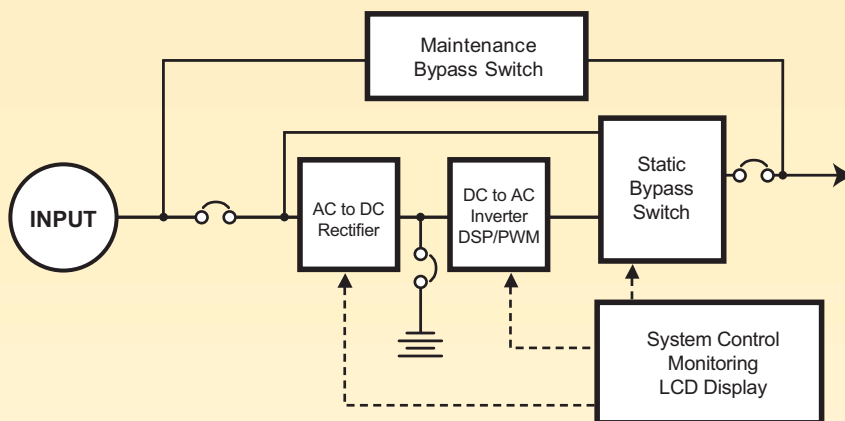 Maintenance
Bypass Switch
INPUT
AC to DC
Rectifier
DC to AC
Inverter
DSP/PWM
Static
Bypass
Switch
System Control
Monitoring
LCD Display